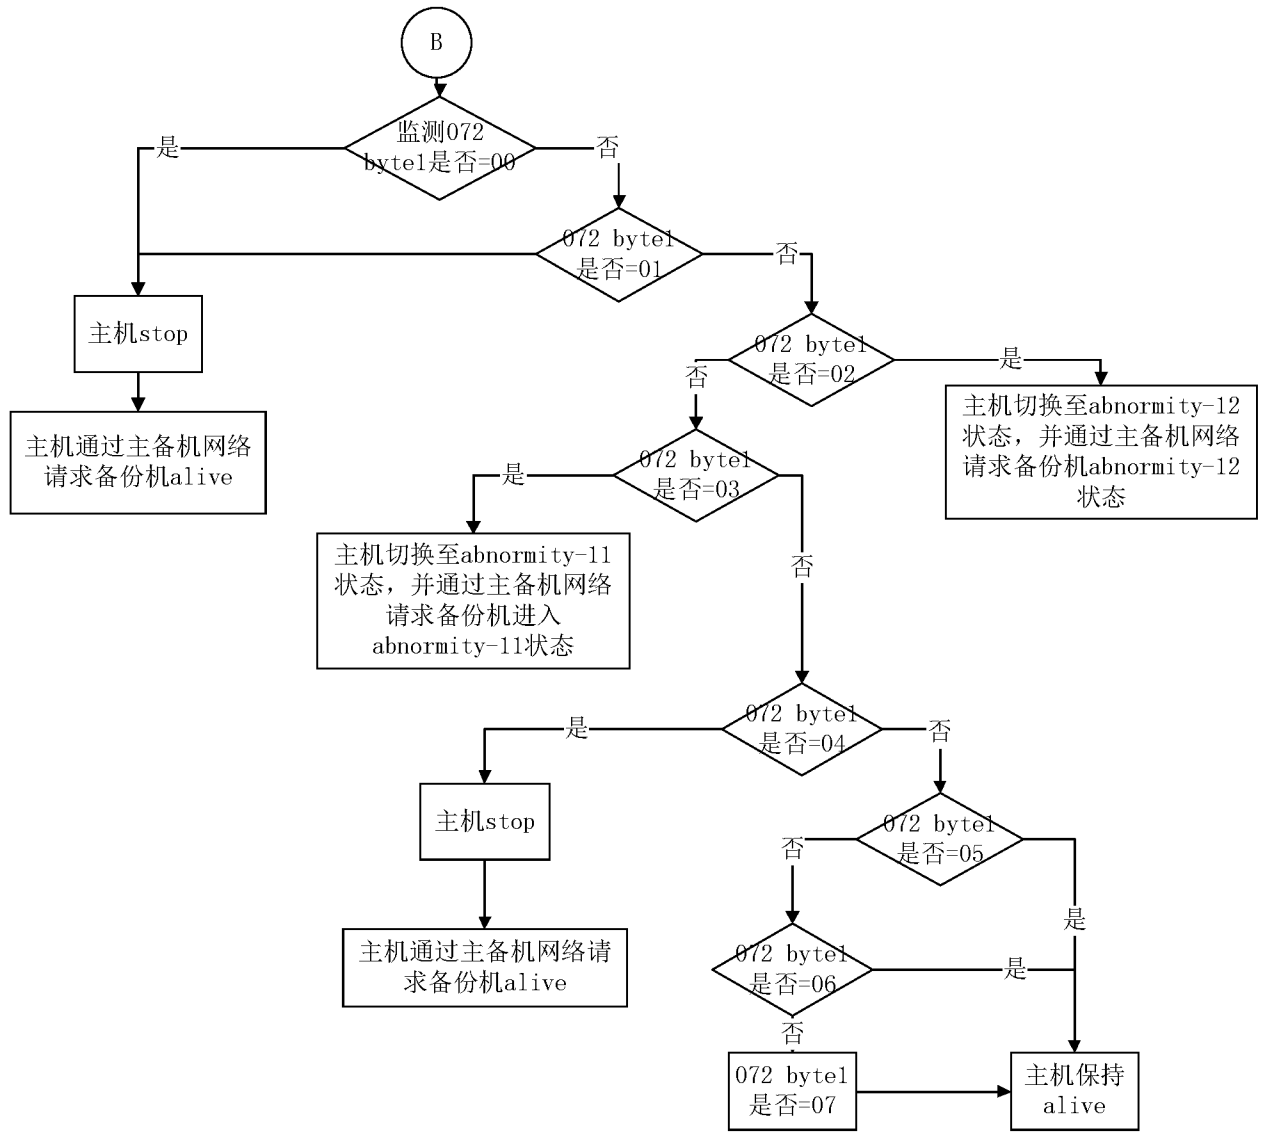 B
监测072
byte1是否=00
是
否
072 byte1
是否=01
否
主机stop
072 byte1
是否=02
是
否
主机通过主备机网络
请求备份机alive
主机切换至abnormity-12
状态，并通过主备机网络
请求备份机abnormity-12
状态
072 byte1
是否=03
是
否
主机切换至abnormity-11
状态，并通过主备机网络
请求备份机进入
abnormity-11状态
072 byte1
是否=04
是
否
主机stop
072 byte1
是否=05
否
是
主机通过主备机网络请
求备份机alive
072 byte1
是否=06
是
否
072 byte1
是否=07
主机保持
alive